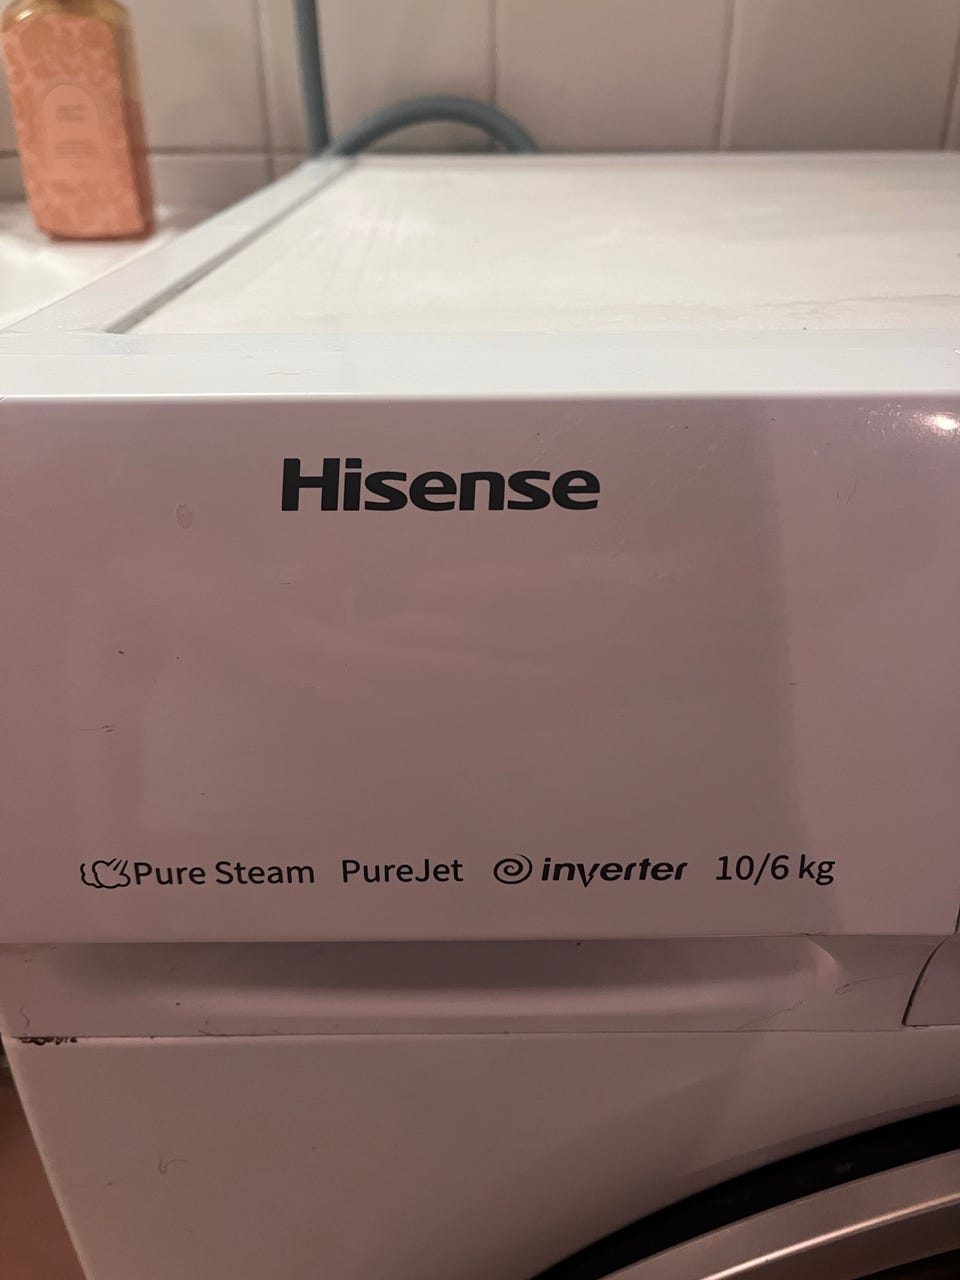 Hisense
Pure Steam PureJet inverter 10/6 kg